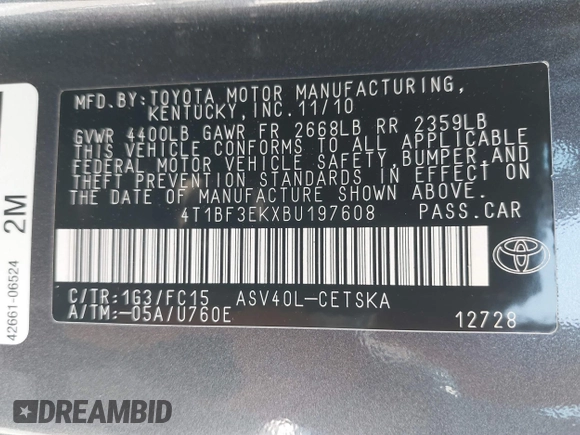 MFD.BY:TOYOTA MOTOR MANUFACTURING,
KENTUCKY,INC.11/10
GVWR 4400LB GAWR FR 2668LB RR 2359LB
THIS VEHICLE CONFORMS TO ALL APPLICABLE
FEDERAL MOTOR VEHICLE SAFETY,BUMPER,AND
THEFT PREVENTION STANDARDS IN EFFECT ON
THE DATE OF MANUFACTURE SHOWN ABOVE.
4T1BF3EKXBU197608 PASS.CAR
C/TR:1G3/FC15 ASV40L-CETSKA
A/TM:-05A/U760E
12728
TOYOTA
42661-06524 2M
DREAMBID